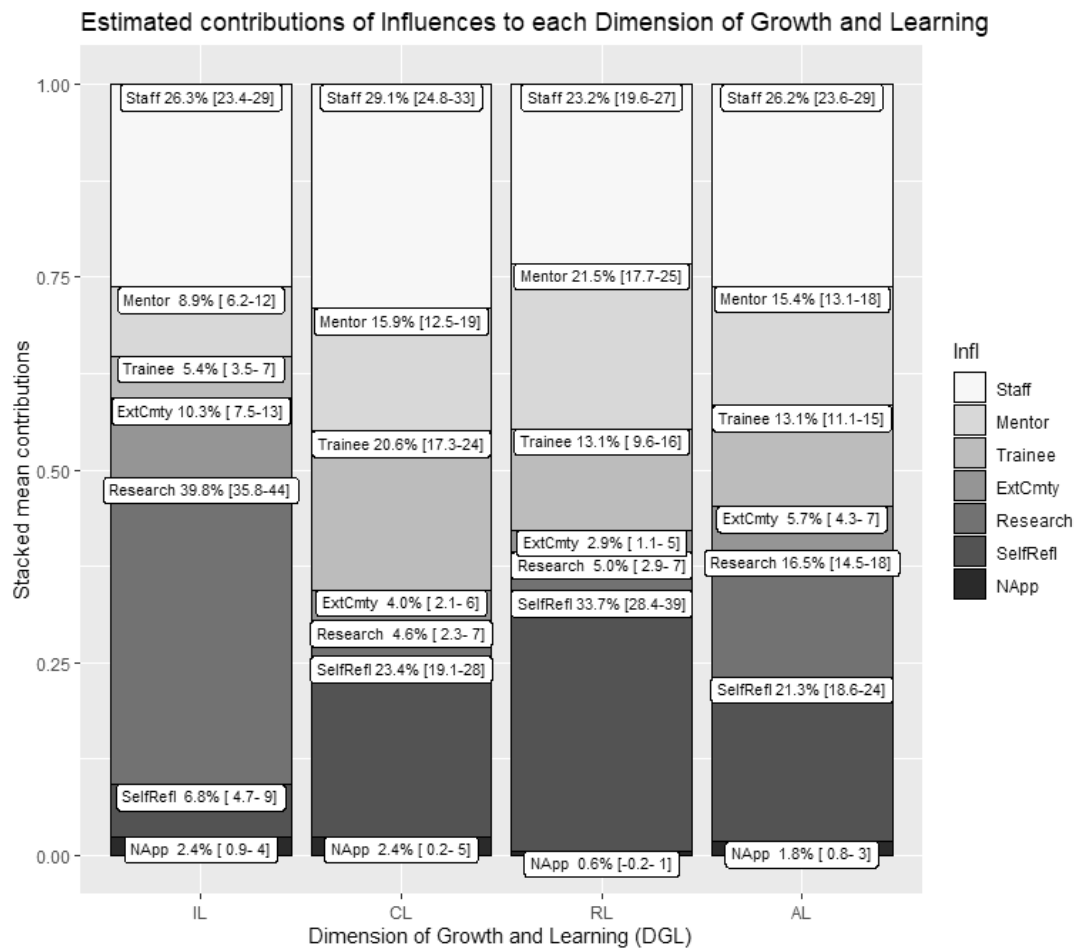 Estimated contributions of Influences to each Dimension of Growth and Learning
Stacked mean contributions
1.00
0.75
0.50
0.25
0.00
Staff 26.3% [23.4-29]
Mentor 8.9% [ 6.2-12]
Trainee 5.4% [ 3.5- 7]
ExtCmty 10.3% [ 7.5-13]
Research 39.8% [35.8-44]
SelfRefl 6.8% [ 4.7- 9]
NApp 2.4% [ 0.9- 4]
Staff 29.1% [24.8-33]
Mentor 15.9% [12.5-19]
Trainee 20.6% [17.3-24]
ExtCmty 4.0% [ 2.1- 6]
Research 4.6% [ 2.3- 7]
SelfRefl 23.4% [19.1-28]
NApp 2.4% [ 0.2- 5]
Staff 23.2% [19.6-27]
Mentor 21.5% [17.7-25]
Trainee 13.1% [ 9.6-16]
ExtCmty 2.9% [ 1.1- 5]
Research 5.0% [ 2.9- 7]
SelfRefl 33.7% [28.4-39]
NApp 0.6% [-0.2- 1]
Staff 26.2% [23.6-29]
Mentor 15.4% [13.1-18]
Trainee 13.1% [11.1-15]
ExtCmty 5.7% [ 4.3- 7]
Research 16.5% [14.5-18]
SelfRefl 21.3% [18.6-24]
NApp 1.8% [ 0.8- 3]
IL
CL
RL
AL
Dimension of Growth and Learning (DGL)
Infl
Staff
Mentor
Trainee
ExtCmty
Research
SelfRefl
NApp